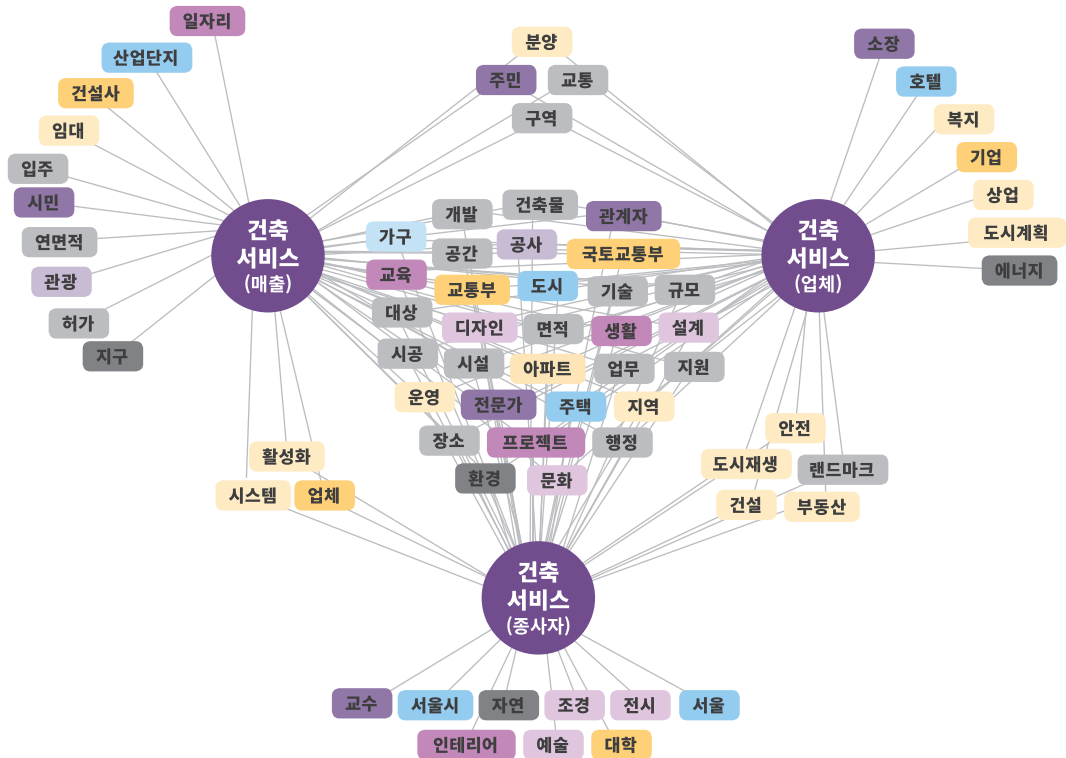 일자리
산업단지
건설사
임대
입주
시민
연면적
관광
허가
지구
분양
주민
교통
구역
소장
호텔
복지
기업
상업
도시계획
에너지
건축
서비스
(매출)
건축
서비스
(업체)
개발
건축물
관계자
가구
공간
공사
국토교통부
교육
교통부
도시
기술
규모
대상
디자인
면적
생활
설계
시공
시설
아파트
업무
지원
운영
전문가
주택
지역
장소
프로젝트
행정
환경
문화
활성화
시스템
업체
안전
도시재생
랜드마크
건설
부동산
건축
서비스
(종사자)
교수
서울시
자연
조경
전시
서울
인테리어
예술
대학